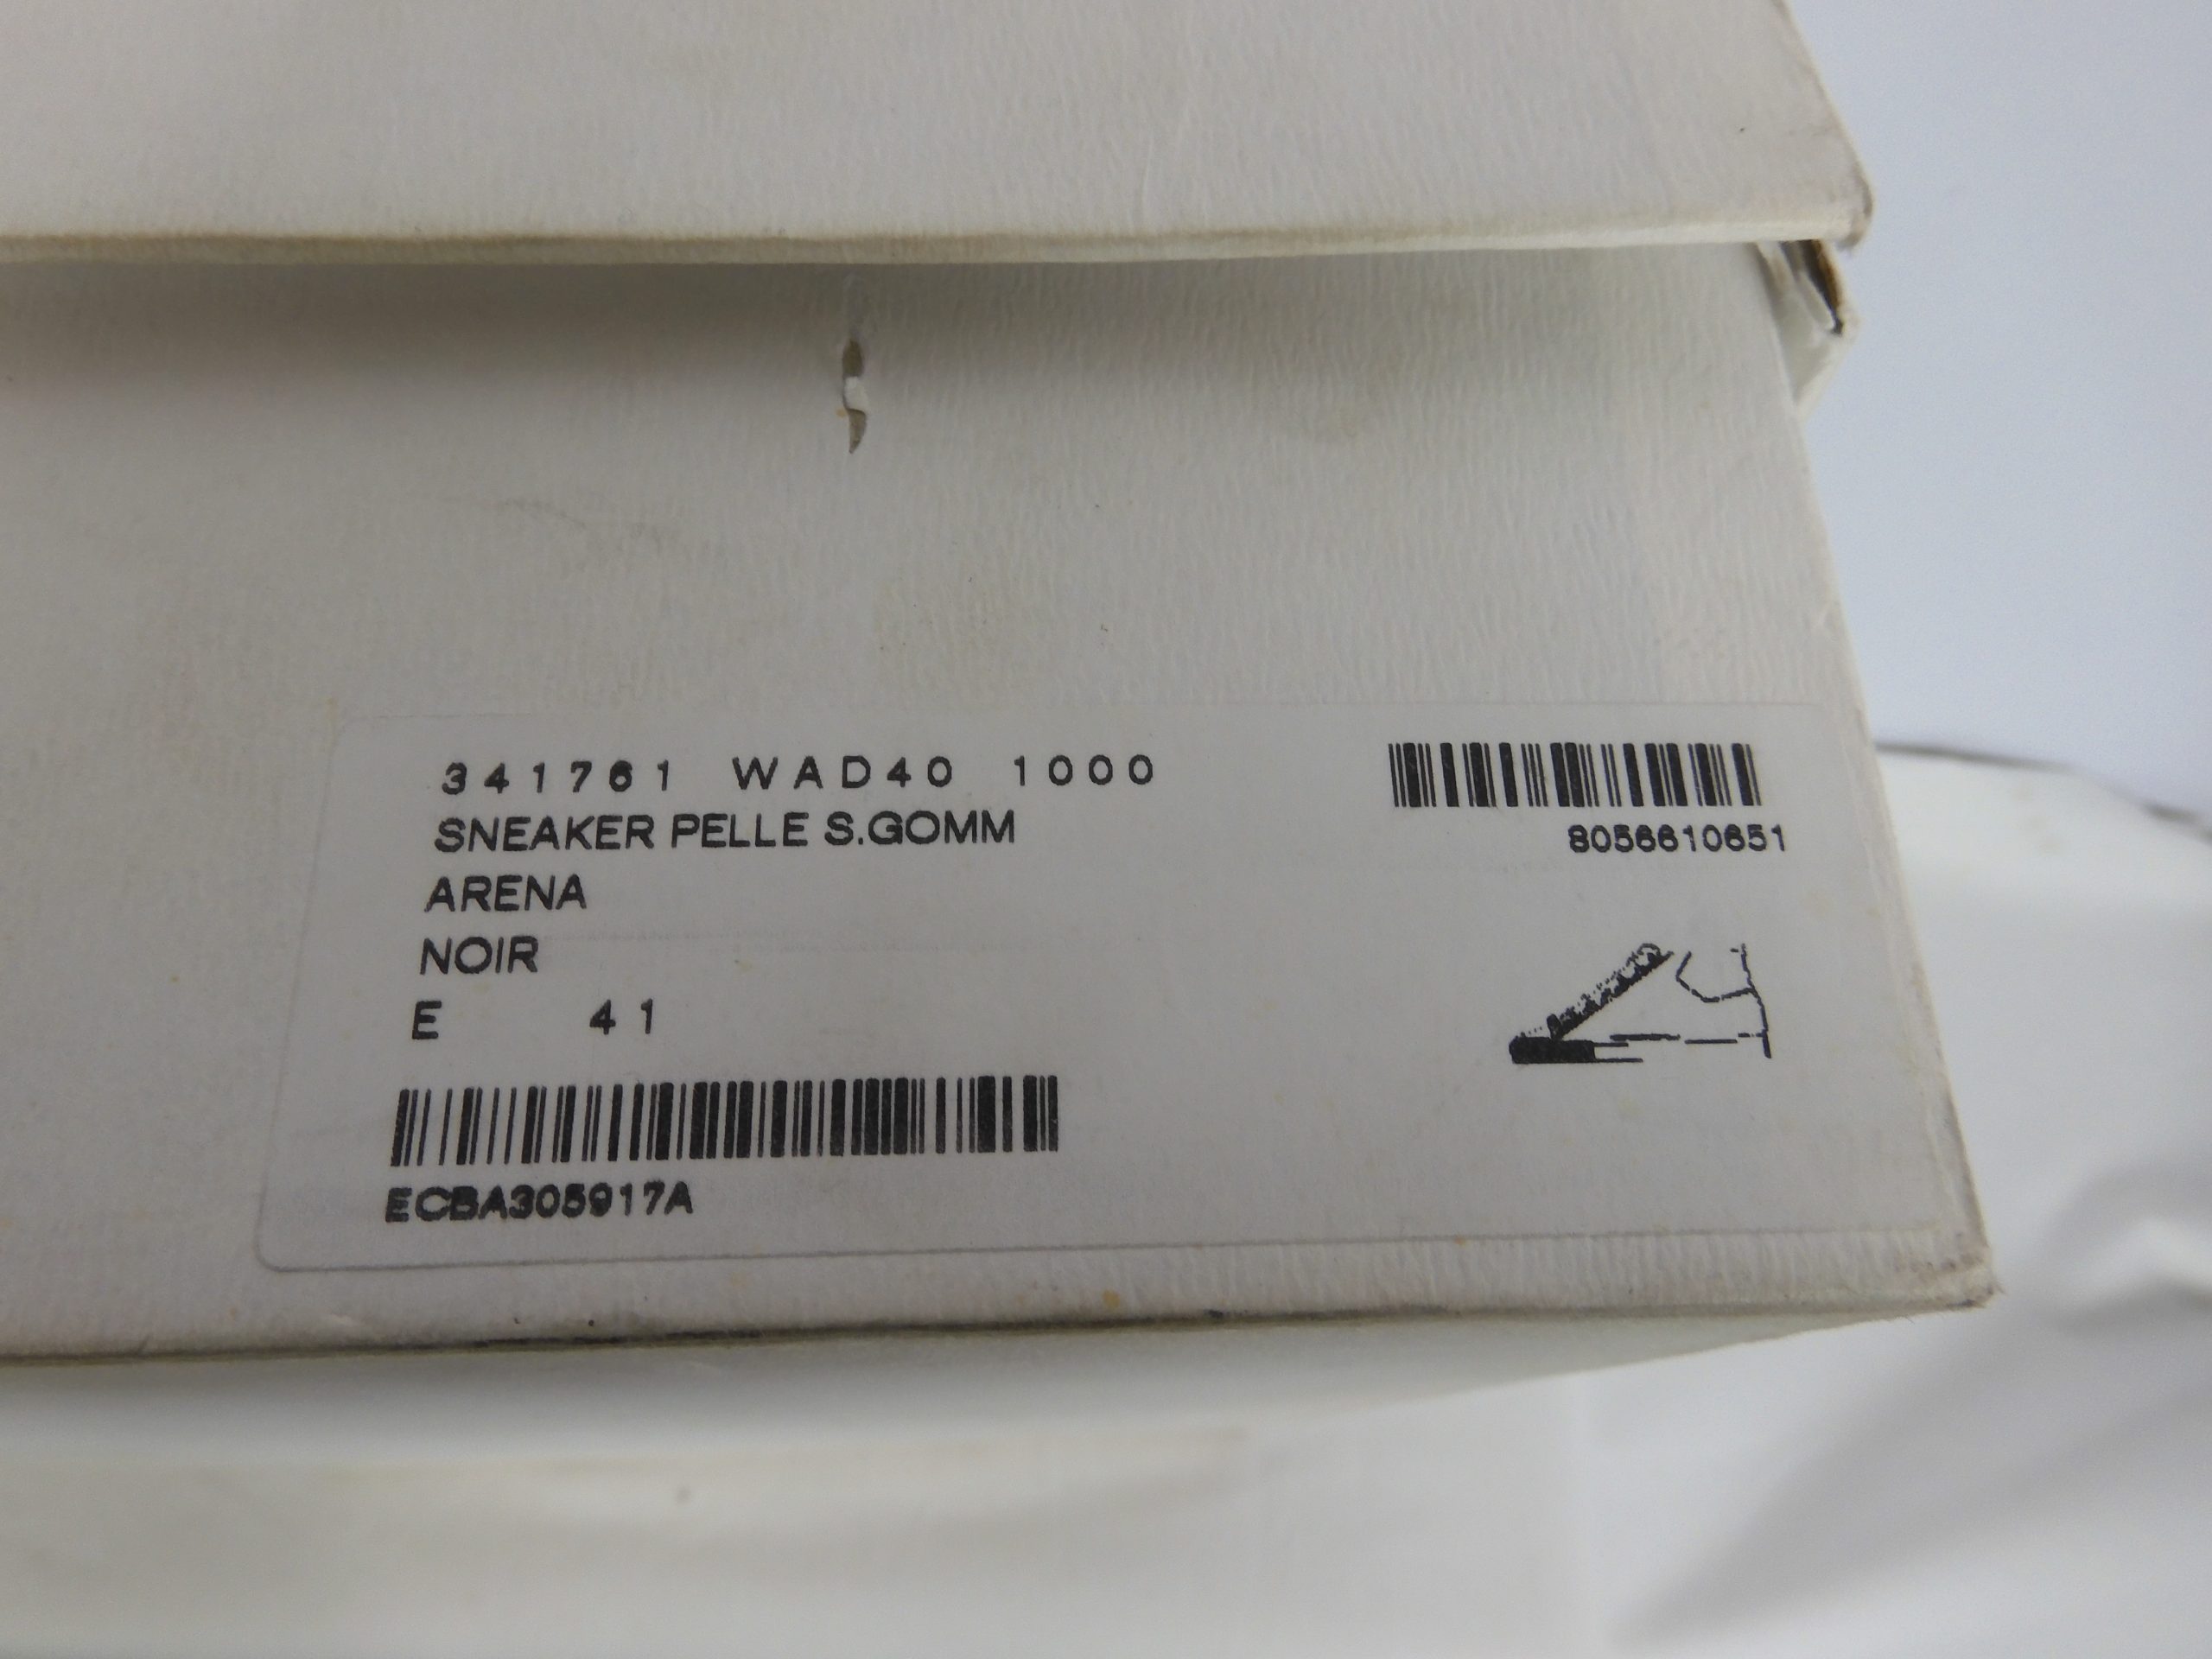 341761 WAD40 1000
SNEAKER PELLE S.GOMM
ARENA
NOIR
E 41
ECBA305917A
8056610651